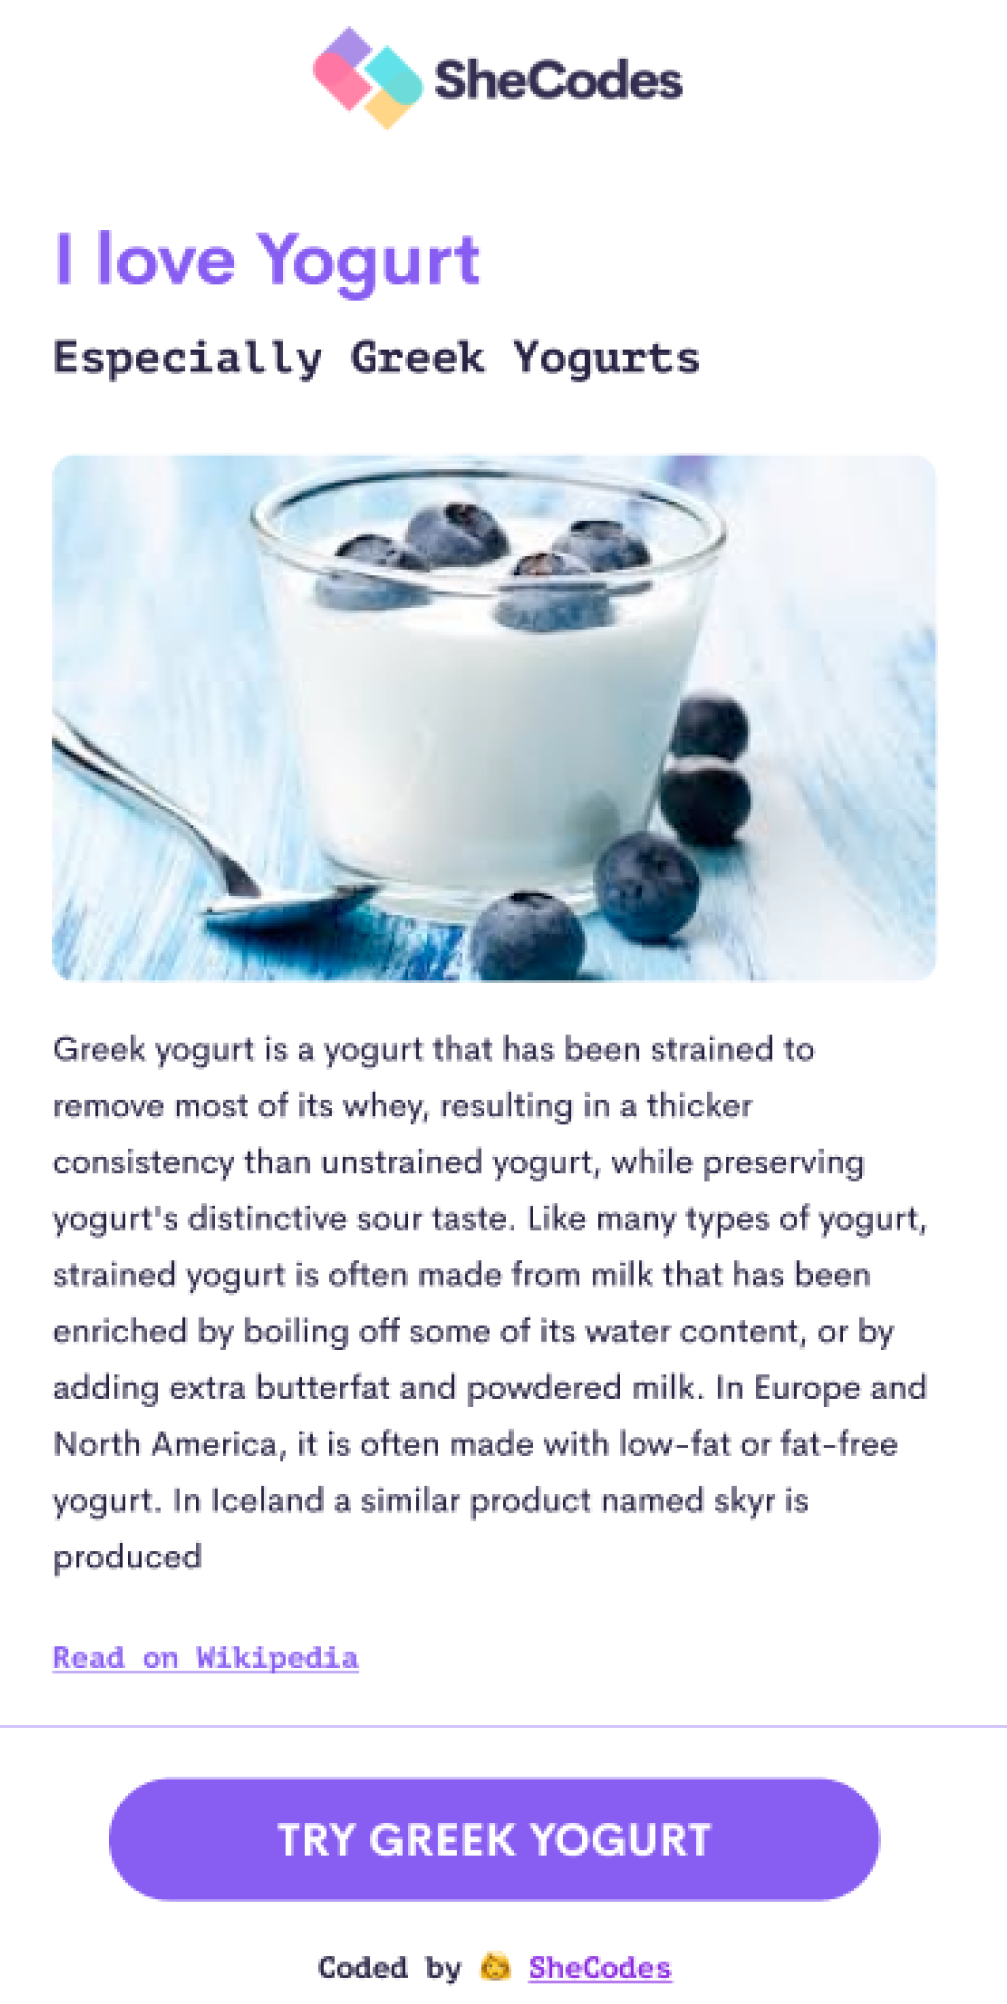 SheCodes
I love Yogurt
Especially Greek Yogurts
Greek yogurt is a yogurt that has been strained to
remove most of its whey, resulting in a thicker
consistency than unstrained yogurt, while preserving
yogurt's distinctive sour taste. Like many types of yogurt,
strained yogurt is often made from milk that has been
enriched by boiling off some of its water content, or by
adding extra butterfat and powdered milk. In Europe and
North America, it is often made with low-fat or fat-free
yogurt. In Iceland a similar product named skyr is
produced
Read on Wikipedia
TRY GREEK YOGURT
Coded by SheCodes